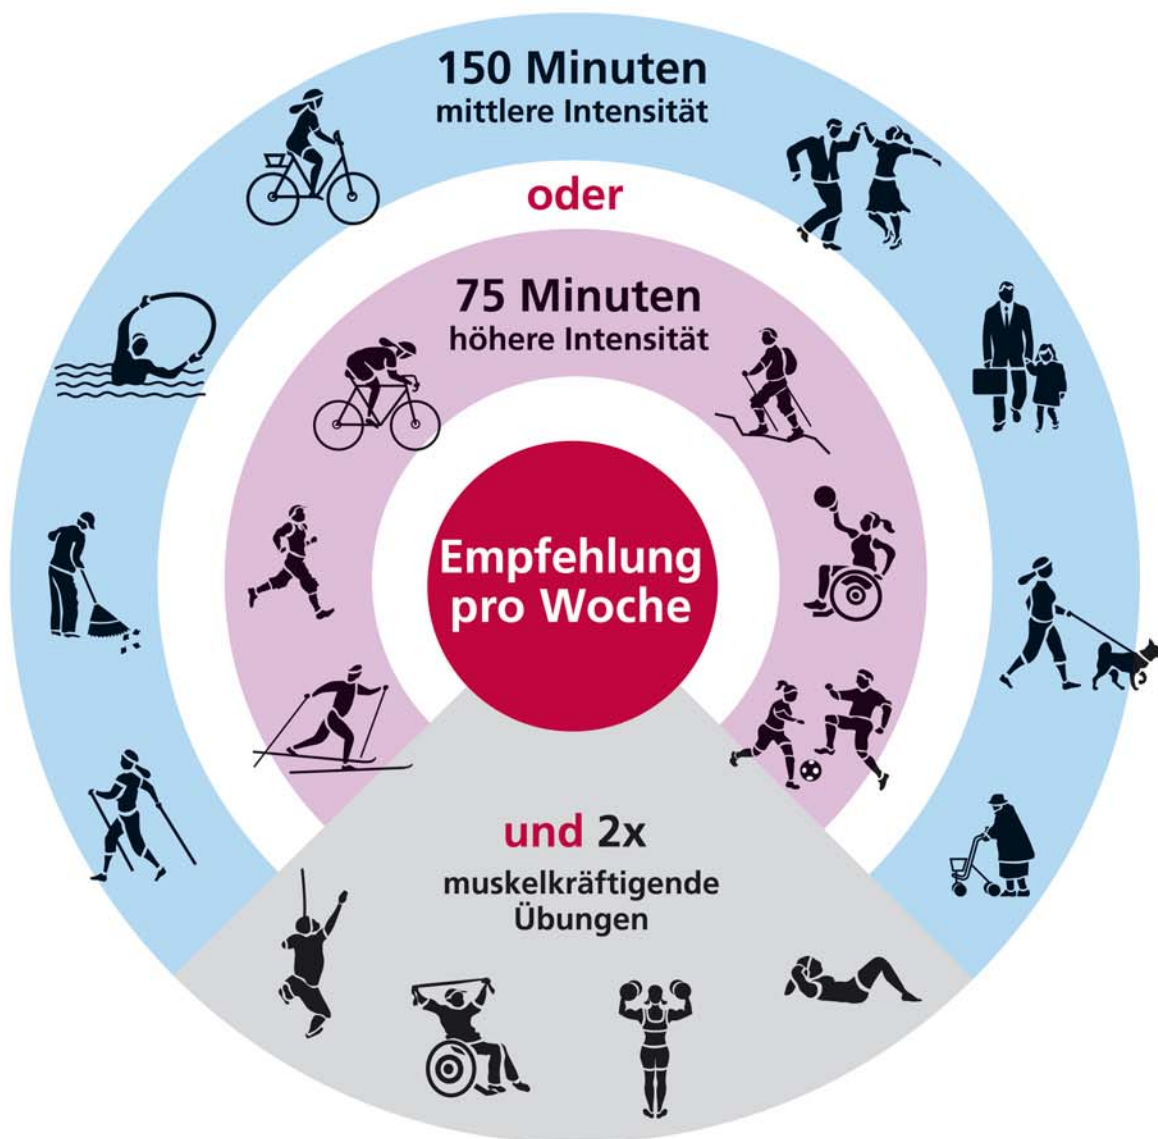 150 Minuten
mittlere Intensität
oder
75 Minuten
höhere Intensität
Empfehlung
pro Woche
und 2x
muskelkräftigende
Übungen